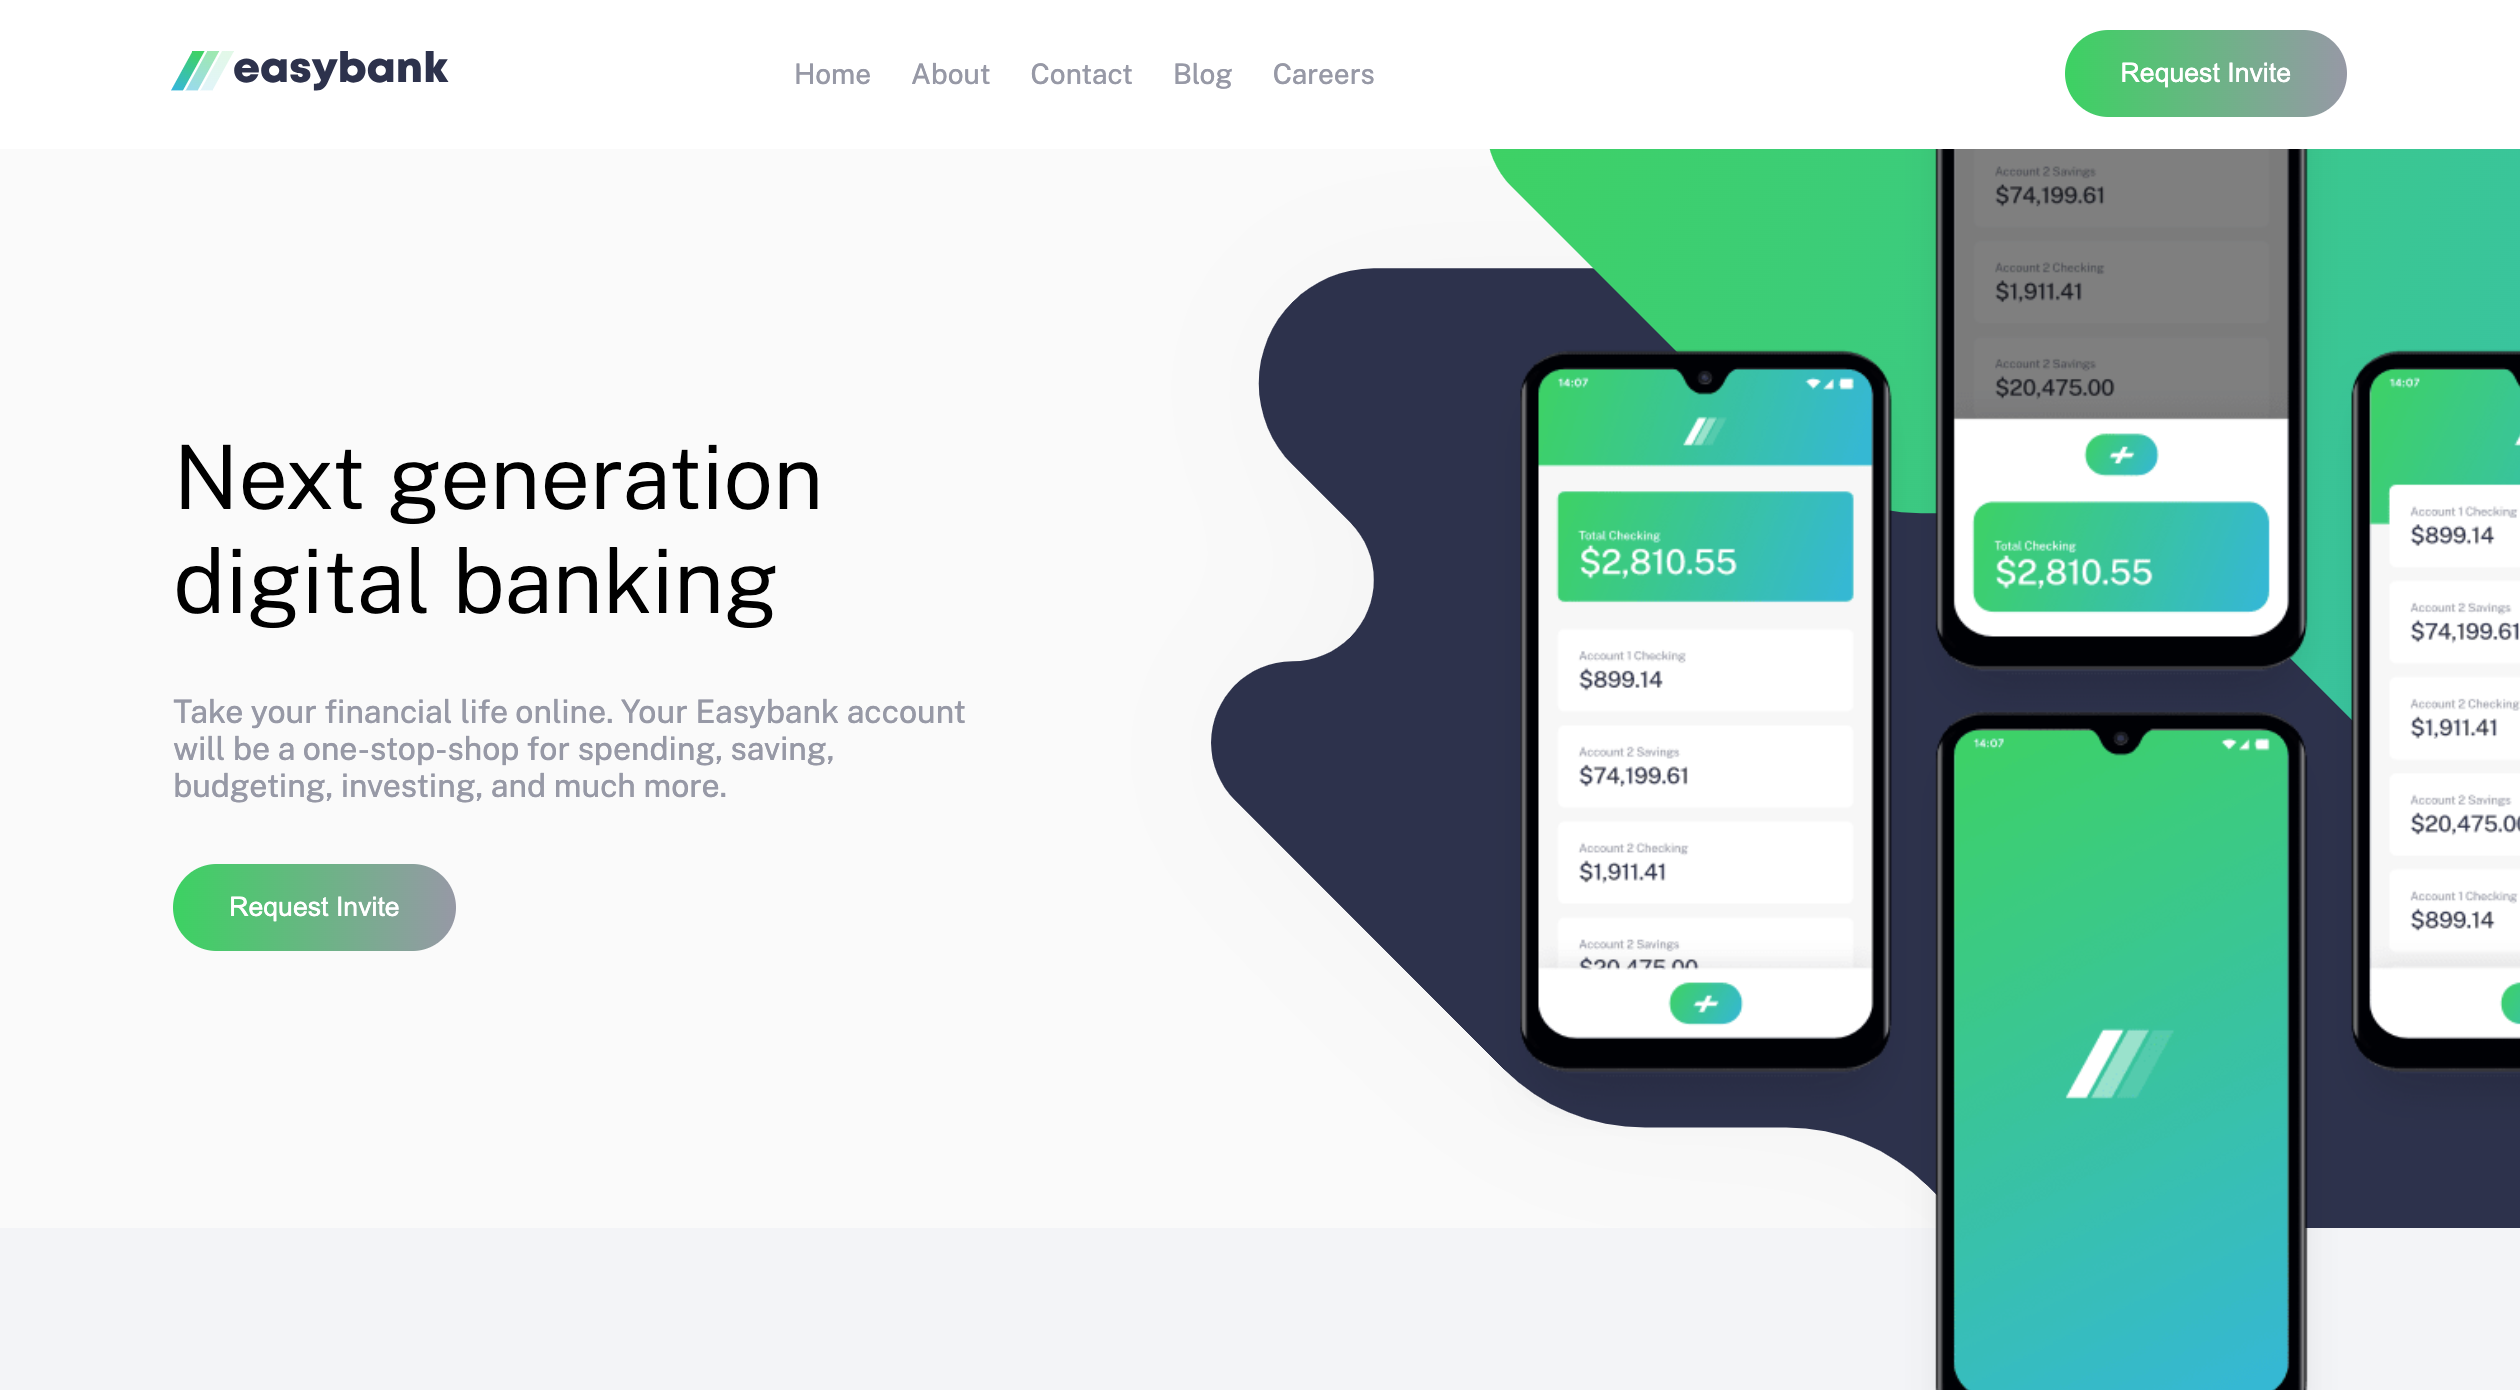 easybank
Home
About
Contact
Blog
Careers
Request Invite
Next generation
digital banking
Take your financial life online. Your Easybank account
will be a one-stop-shop for spending, saving,
budgeting, investing, and much more.
Request Invite
14:07
Total Checking
$2,810.55
Account 1 Checking
$899.14
Account 2 Savings
$74,199.61
Account 2 Checking
$1,911.41
Account 2 Savings
$20,475.00
Account 2 Savings
$74,199.61
Account 2 Checking
$1,911.41
Account 2 Savings
$20,475.00
Total Checking
$2,810.55
14:07
14:07
Account 1 Checking
$899.14
Account 2 Savings
$74,199.61
Account 2 Checking
$1,911.41
Account 2 Savings
$20,475.00
Account 1 Checking
$899.14